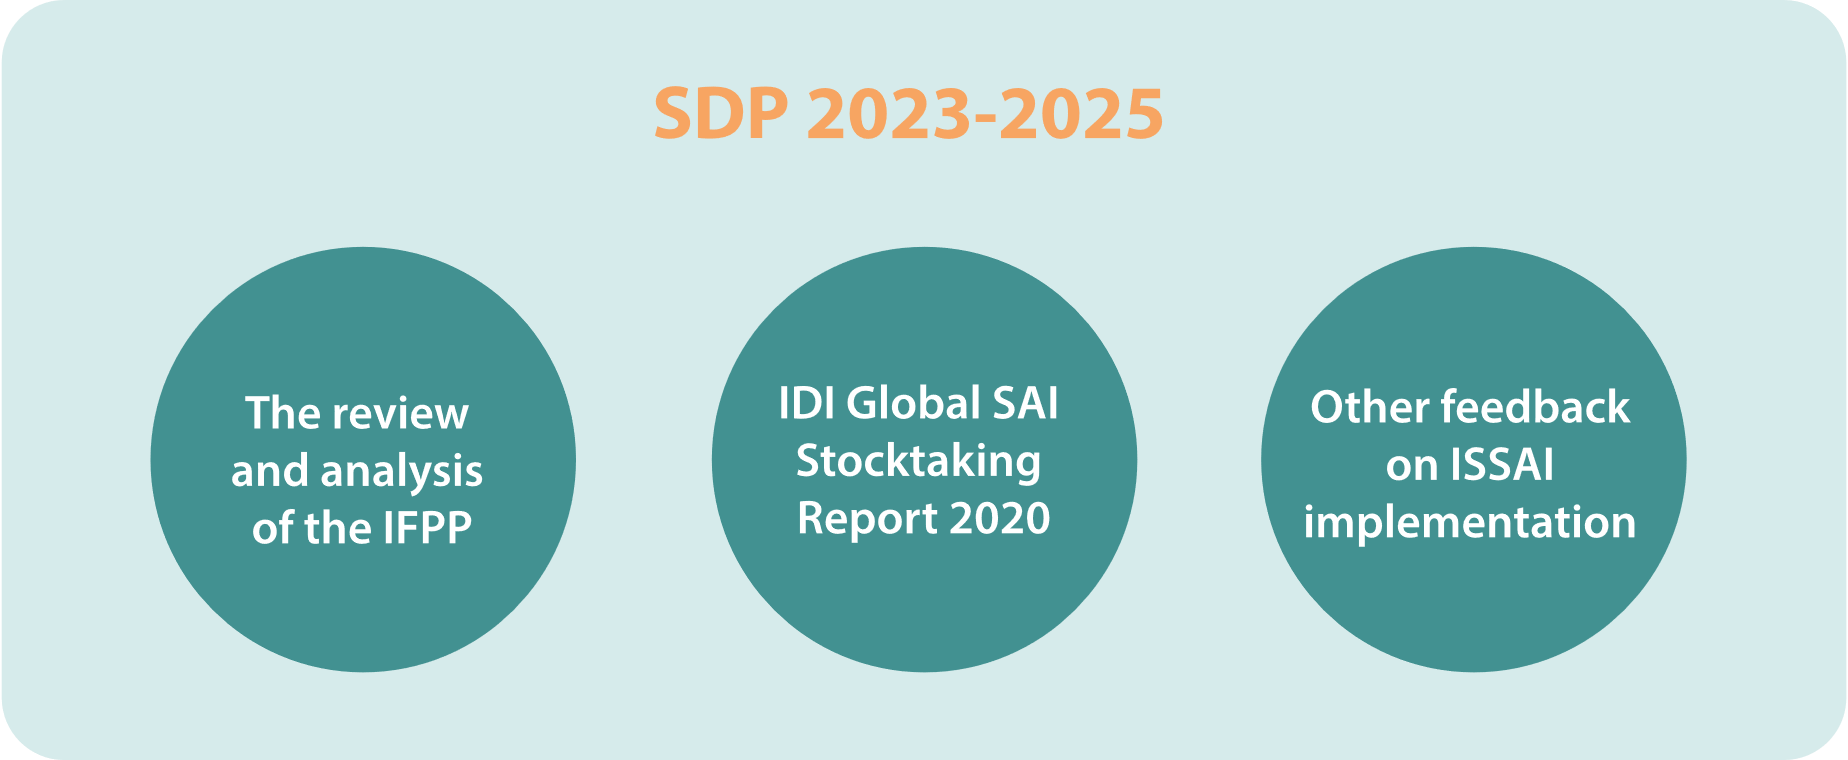 SDP 2023-2025
The review
and analysis
of the IFPP
IDI Global SAI
Stocktaking
Report 2020
Other feedback
on ISSAI
implementation